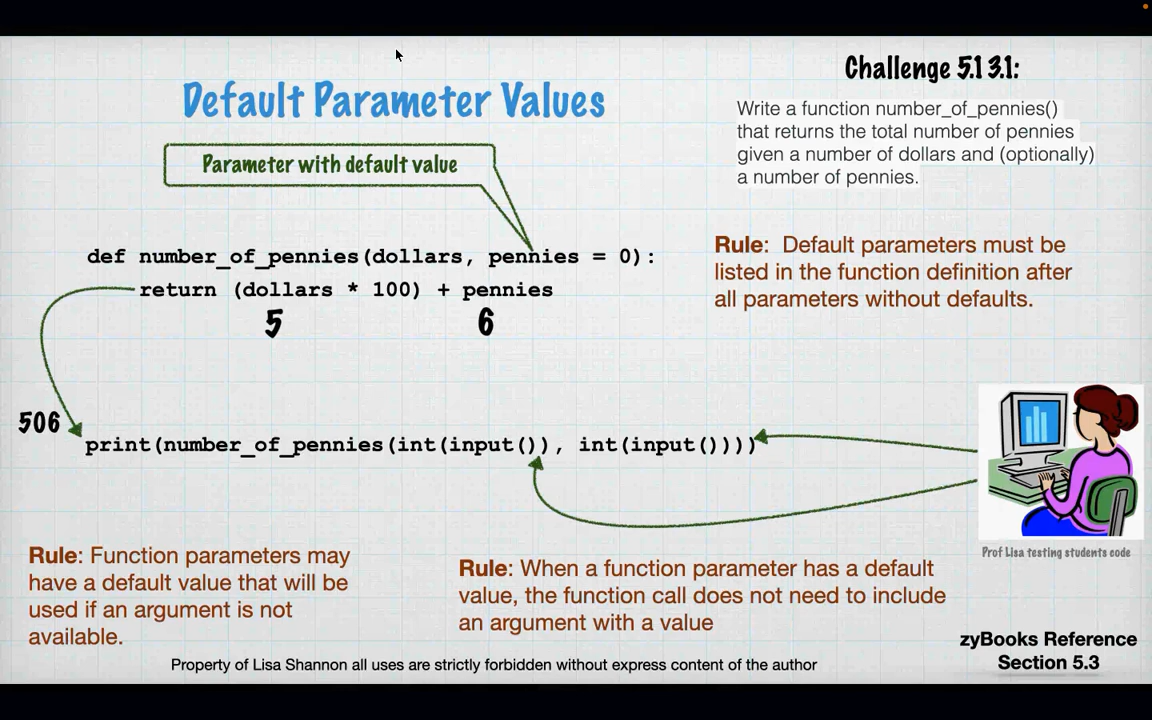 Default Parameter Values
Challenge 5.1 3.1:
Write a function number_of_pennies()
that returns the total number of pennies
given a number of dollars and (optionally)
a number of pennies.
Parameter with default value
def number_of_pennies(dollars, pennies = 0):
return (dollars * 100) + pennies
5 6
Rule: Default parameters must be
listed in the function definition after
all parameters without defaults.
506
print(number_of_pennies(int(input()), int(input())))
Prof Lisa testing students code
Rule: Function parameters may
have a default value that will be
used if an argument is not
available.
Rule: When a function parameter has a default
value, the function call does not need to include
an argument with a value
zyBooks Reference
Section 5.3
Property of Lisa Shannon all uses are strictly forbidden without express content of the author